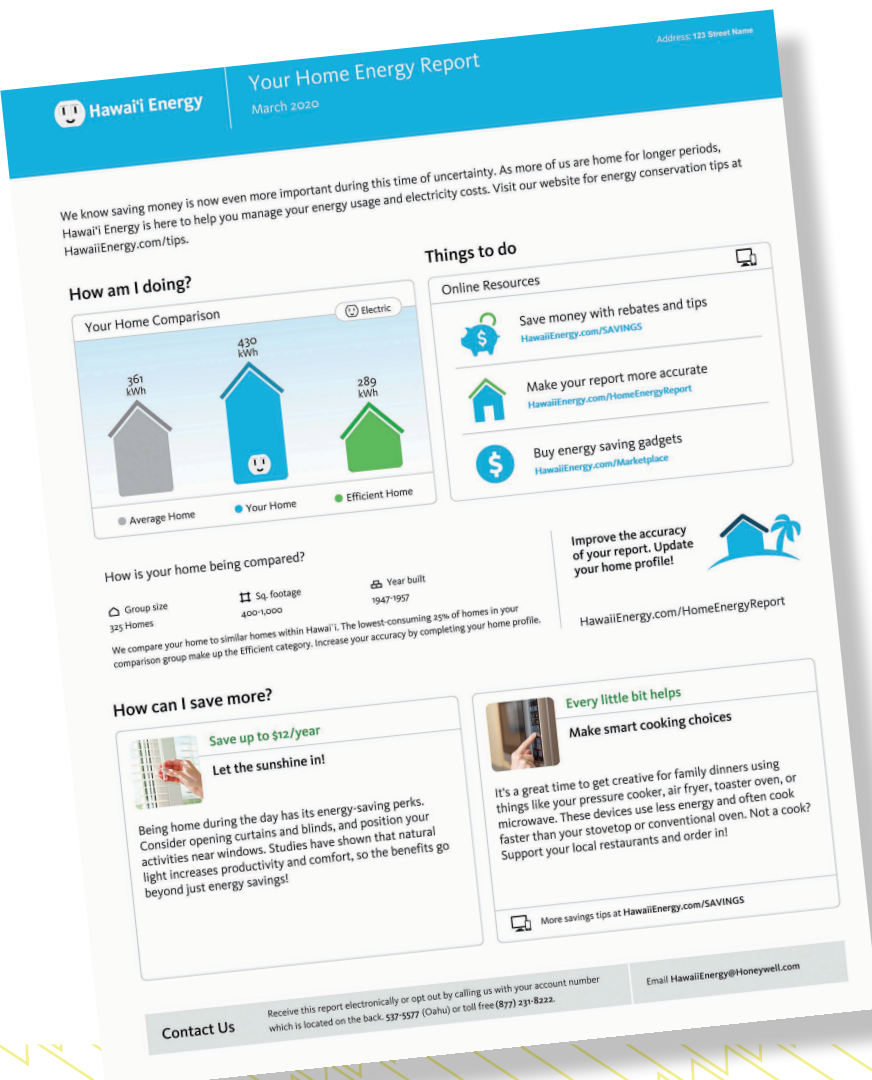 Hawai'i Energy
Your Home Energy Report
March 2020
Address: 123 Street Name
We know saving money is now even more important during this time of uncertainty. As more of us are home for longer periods,
Hawai'i Energy is here to help you manage your energy usage and electricity costs. Visit our website for energy conservation tips at
HawaiiEnergy.com/tips.
How am I doing?
Your Home Comparison
Electric
361
kWh
430
kWh
289
kWh
Average Home
Your Home
Efficient Home
Things to do
Online Resources
Save money with rebates and tips
HawaiiEnergy.com/SAVINGS
Make your report more accurate
HawaiiEnergy.com/HomeEnergyReport
Buy energy saving gadgets
HawaiiEnergy.com/Marketplace
How is your home being compared?
Group size
325 Homes
Sq. footage
400-1,000
Year built
1947-1957
We compare your home to similar homes within Hawai`i. The lowest-consuming 25% of homes in your
comparison group make up the Efficient category. Increase your accuracy by completing your home profile.
Improve the accuracy
of your report. Update
your home profile!
HawaiiEnergy.com/HomeEnergyReport
How can I save more?
Save up to $12/year
Let the sunshine in!
Being home during the day has its energy-saving perks.
Consider opening curtains and blinds, and position your
activities near windows. Studies have shown that natural
light increases productivity and comfort, so the benefits go
beyond just energy savings!
Every little bit helps
Make smart cooking choices
It's a great time to get creative for family dinners using
things like your pressure cooker, air fryer, toaster oven, or
microwave. These devices use less energy and often cook
faster than your stovetop or conventional oven. Not a cook?
Support your local restaurants and order in!
More savings tips at HawaiiEnergy.com/SAVINGS
Contact Us
Receive this report electronically or opt out by calling us with your account number
which is located on the back. 537-5577 (Oahu) or toll free (877) 231-8222.
Email HawaiiEnergy@Honeywell.com